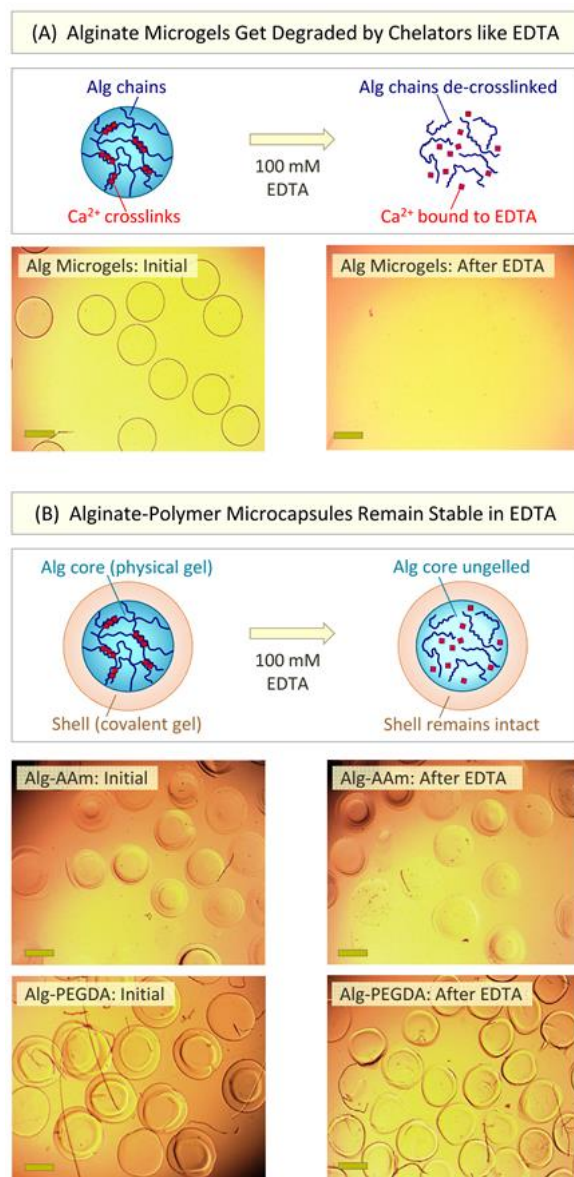 (A) Alginate Microgels Get Degraded by Chelators like EDTA
Alg chains
Alg chains de-crosslinked
100 mM
EDTA
Ca²⁺ crosslinks
Ca²⁺ bound to EDTA
Alg Microgels: Initial
Alg Microgels: After EDTA
(B) Alginate-Polymer Microcapsules Remain Stable in EDTA
Alg core (physical gel)
Alg core ungelled
100 mM
EDTA
Shell (covalent gel)
Shell remains intact
Alg-AAm: Initial
Alg-AAm: After EDTA
Alg-PEGDA: Initial
Alg-PEGDA: After EDTA